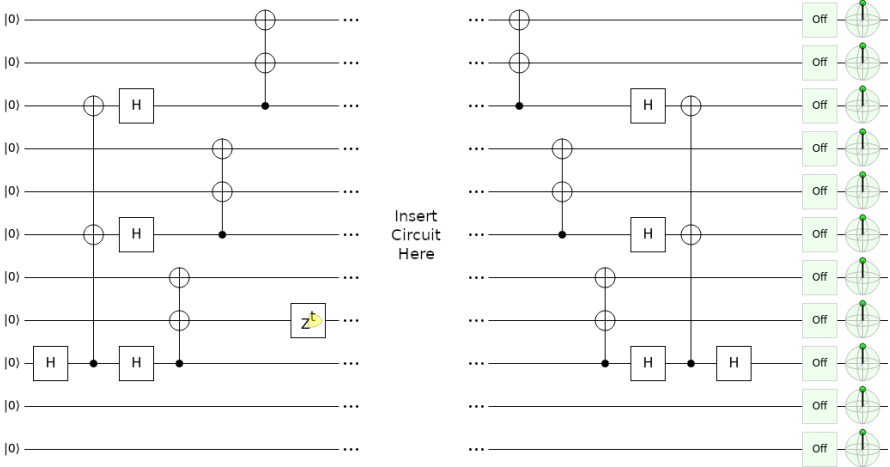 |0⟩ ... ... Off
|0⟩ ... ... Off
|0⟩ H ... ... H Off
|0⟩ ... ... Off
|0⟩ ... ... Off
|0⟩ H ... ... H Off
Insert
Circuit
Here
|0⟩ ... ... Off
|0⟩ Zt ... ... Off
|0⟩ H H ... ... H H Off
|0⟩ ... ... Off
|0⟩ ... ... Off